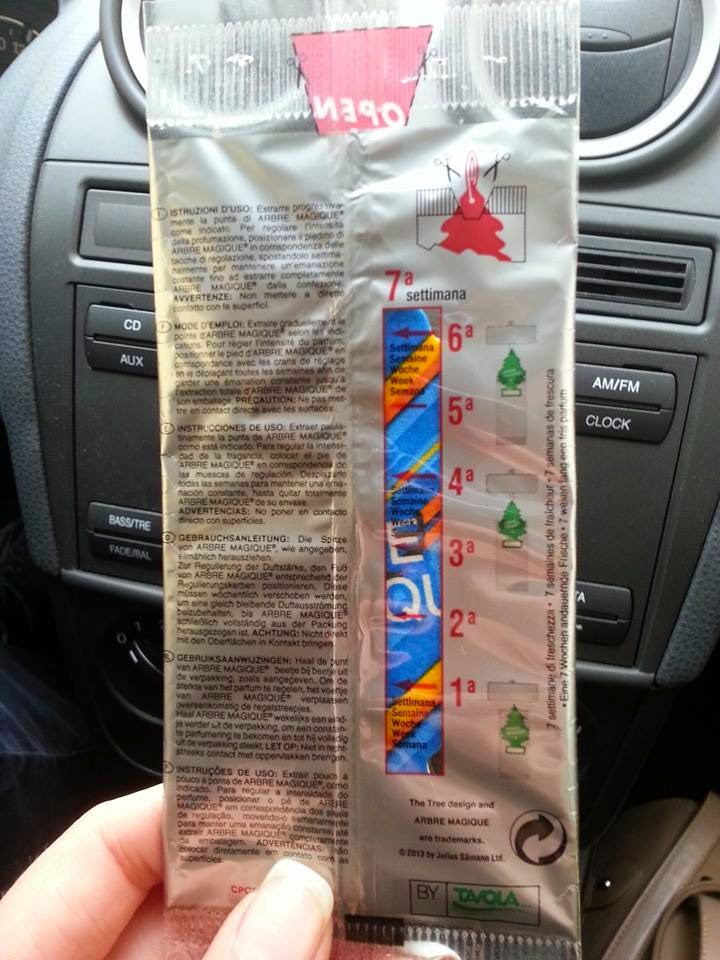 OPEN
ISTRUZIONI D'USO: Estrarre progressiva-
mente la punta di ARBRE MAGIQUE®
come indicato. Per regolare l'intensità
della profumazione, posizionare il piedino di
ARBRE MAGIQUE® in corrispondenza delle
tacche di regolazione, spostandolo settima-
nalmente per mantenere un'emanazione
costante fino ad estrarre completamente
ARBRE MAGIQUE® dalla confezione.
AVVERTENZE: Non mettere a diretto
contatto con le superfici.
MODE D'EMPLOI: Extraire graduellement la
pointe d'ARBRE MAGIQUE® selon les indi-
cations. Pour régler l'intensité du parfum,
positionner le pied d'ARBRE MAGIQUE® en
correspondance avec les crans de réglage
en le déplaçant toutes les semaines afin de
garder une émanation constante jusqu'à
l'extraction totale d'ARBRE MAGIQUE® de
son emballage. PRÉCAUTION: Ne pas met-
tre en contact directe avec les surfaces.
INSTRUCCIONES DE USO: Extraer paula-
tinamente la punta de ARBRE MAGIQUE®
como está indicado. Para regular la intensi-
dad de la fragancia, colocar el pie de
ARBRE MAGIQUE® en correspondencia de
las muescas de regulación. Desplazarlo
todas las semanas para mantener una ema-
nación constante, hasta quitar totalmente
ARBRE MAGIQUE® de su envase.
ADVERTENCIAS: No poner en contacto
directo con superficies.
GEBRAUCHSANLEITUNG: Die Spitze
von ARBRE MAGIQUE®, wie angegeben,
allmählich herausziehen.
Zur Regulierung der Duftstärke, den Fuß
von ARBRE MAGIQUE® entsprechend der
Regulierungskerben positionieren. Diese
müssen wöchentlich verschoben werden,
um eine gleich bleibende Duftausströmung
beizubehalten, bis ARBRE MAGIQUE®
schließlich vollständig aus der Packung
herausgezogen ist. ACHTUNG: Nicht direkt
mit den Oberflächen in Kontakt bringen.
GEBRUIKSAANWIJZINGEN: Haal de punt
van ARBRE MAGIQUE® beetje bij beetje uit
de verpakking, zoals aangegeven. Om de
sterkte van het parfum te regelen, het voetje
van ARBRE MAGIQUE® verplaatsen
overeenkomstig de regelstreepjes.
Haal ARBRE MAGIQUE® wekelijks een eind-
je verder uit de verpakking, om een constan-
te parfumering te bekomen en tot hij volledig
uit de verpakking steekt. LET OP: Niet in recht-
streeks contact met oppervlakken brengen.
INSTRUÇÕES DE USO: Extrair pouco a
pouco a ponta de ARBRE MAGIQUE®, como
indicado. Para regular a intensidade do
perfume, posicionar o pé de ARBRE
MAGIQUE® em correspondência dos sinais
de regulação, movendo-o semanalmente
para manter uma emanação constante, até
extrair ARBRE MAGIQUE® completamente
da embalagem. ADVERTÊNCIAS: não
colocar diretamente em contato com as
superfícies
7ª
settimana
6ª
Settimana
Semaine
Woche
Week
Semana
5ª
4ª
Settimana
Semaine
Woche
Week
3ª
QU
2ª
1ª
Settimana
Semaine
Woche
Week
Semana
7 settimane di freschezza • 7 semaines de fraîcheur • 7 semanas de frescura
• Eine 7 Wochen andauernde Frische • 7 weken lang een fris parfum
The Tree design and
ARBRE MAGIQUE
are trademarks.
© 2013 by Julius Sämann Ltd.
BY TAVOLA
CD
AUX
BASS/TRE
FADE/BAL
AM/FM
CLOCK